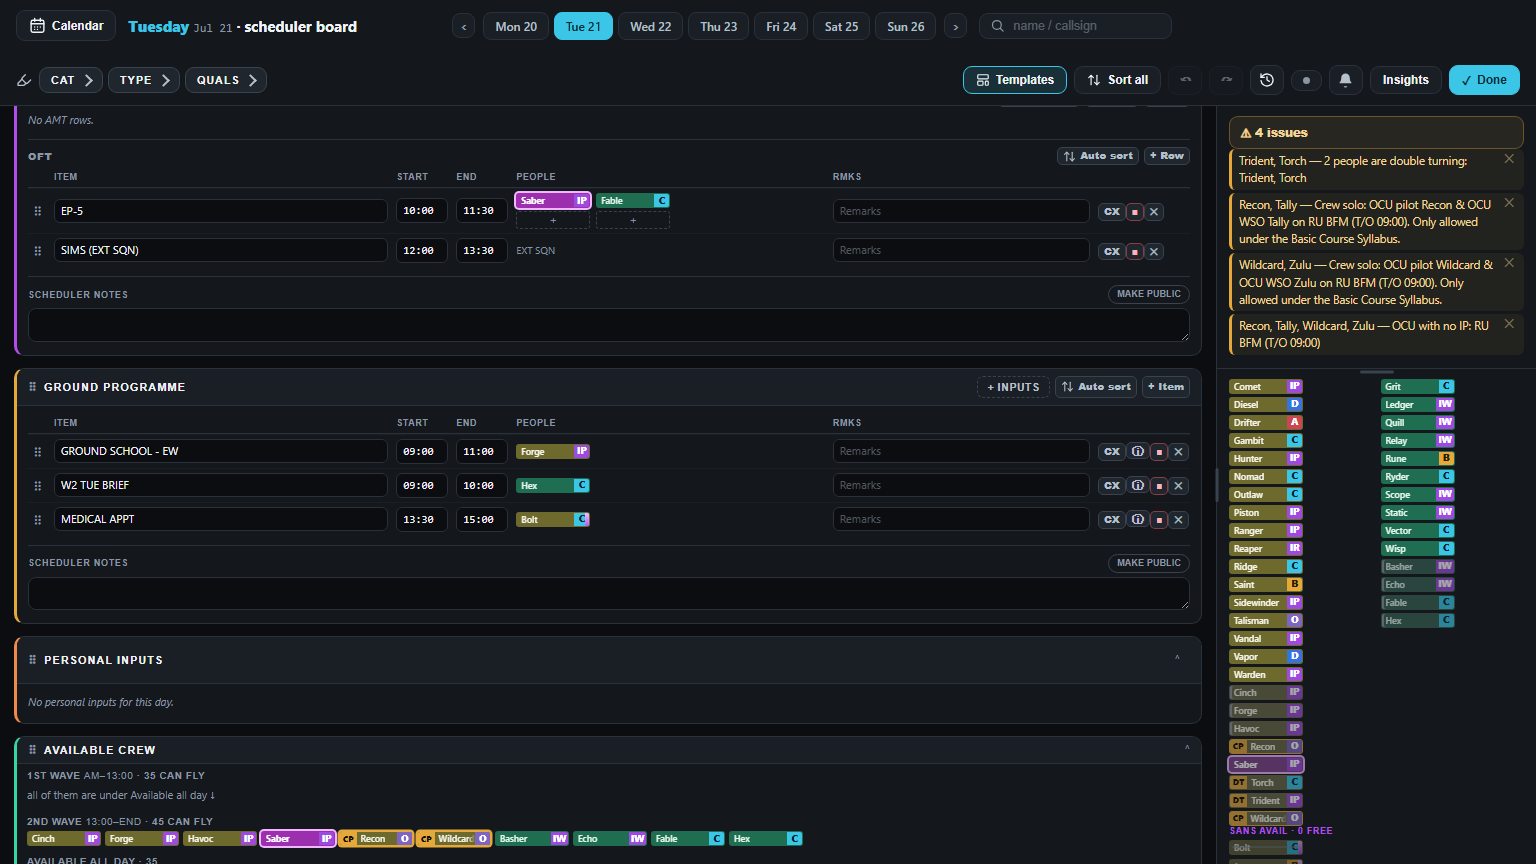 Calendar
Tuesday Jul 21 · scheduler board
‹ Mon 20 Tue 21 Wed 22 Thu 23 Fri 24 Sat 25 Sun 26 ›
name / callsign
CAT TYPE QUALS
Templates Sort all Insights ✓ Done
No AMT rows.
OFT
Auto sort + Row
ITEM START END PEOPLE RMKS
EP-5 10:00 11:30 Saber IP Fable C Remarks CX
+ +
SIMS (EXT SQN) 12:00 13:30 EXT SQN Remarks CX
SCHEDULER NOTES MAKE PUBLIC
GROUND PROGRAMME
+ INPUTS Auto sort + Item
ITEM START END PEOPLE RMKS
GROUND SCHOOL - EW 09:00 11:00 Forge IP Remarks CX
W2 TUE BRIEF 09:00 10:00 Hex C Remarks CX
MEDICAL APPT 13:30 15:00 Bolt C Remarks CX
SCHEDULER NOTES MAKE PUBLIC
PERSONAL INPUTS
No personal inputs for this day.
AVAILABLE CREW
1ST WAVE AM–13:00 · 35 CAN FLY
all of them are under Available all day ↓
2ND WAVE 13:00–END · 45 CAN FLY
Cinch IP Forge IP Havoc IP Saber IP CP Recon O CP Wildcard O Basher IW Echo IW Fable C Hex C
AVAILABLE ALL DAY · 35
⚠ 4 issues
Trident, Torch — 2 people are double turning:
Trident, Torch
Recon, Tally — Crew solo: OCU pilot Recon & OCU
WSO Tally on RU BFM (T/O 09:00). Only allowed
under the Basic Course Syllabus.
Wildcard, Zulu — Crew solo: OCU pilot Wildcard &
OCU WSO Zulu on RU BFM (T/O 09:00). Only
allowed under the Basic Course Syllabus.
Recon, Tally, Wildcard, Zulu — OCU with no IP: RU
BFM (T/O 09:00)
Comet IP
Diesel D
Drifter A
Gambit C
Hunter IP
Nomad C
Outlaw C
Piston IP
Ranger IP
Reaper IR
Ridge C
Saint B
Sidewinder IP
Talisman O
Vandal IP
Vapor D
Warden IP
Cinch IP
Forge IP
Havoc IP
CP Recon O
Saber IP
DT Torch C
DT Trident IP
CP Wildcard O
SANS AVAIL · 0 FREE
Bolt C
Grit C
Ledger IW
Quill IW
Relay IW
Rune B
Ryder C
Scope IW
Static IW
Vector C
Wisp C
Basher IW
Echo IW
Fable C
Hex C